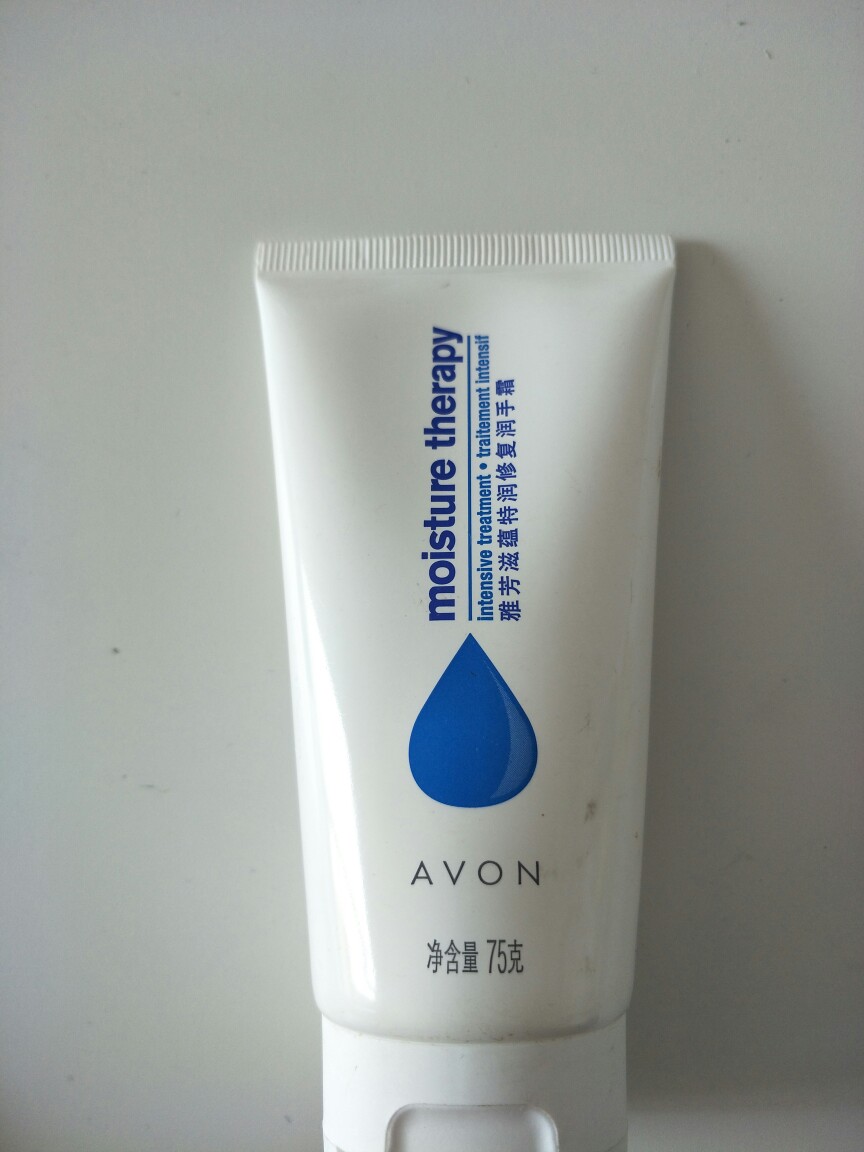 moisture therapy
intensive treatment • traitement intensif
雅芳滋蕴特润修复润手霜
AVON
净含量 75克